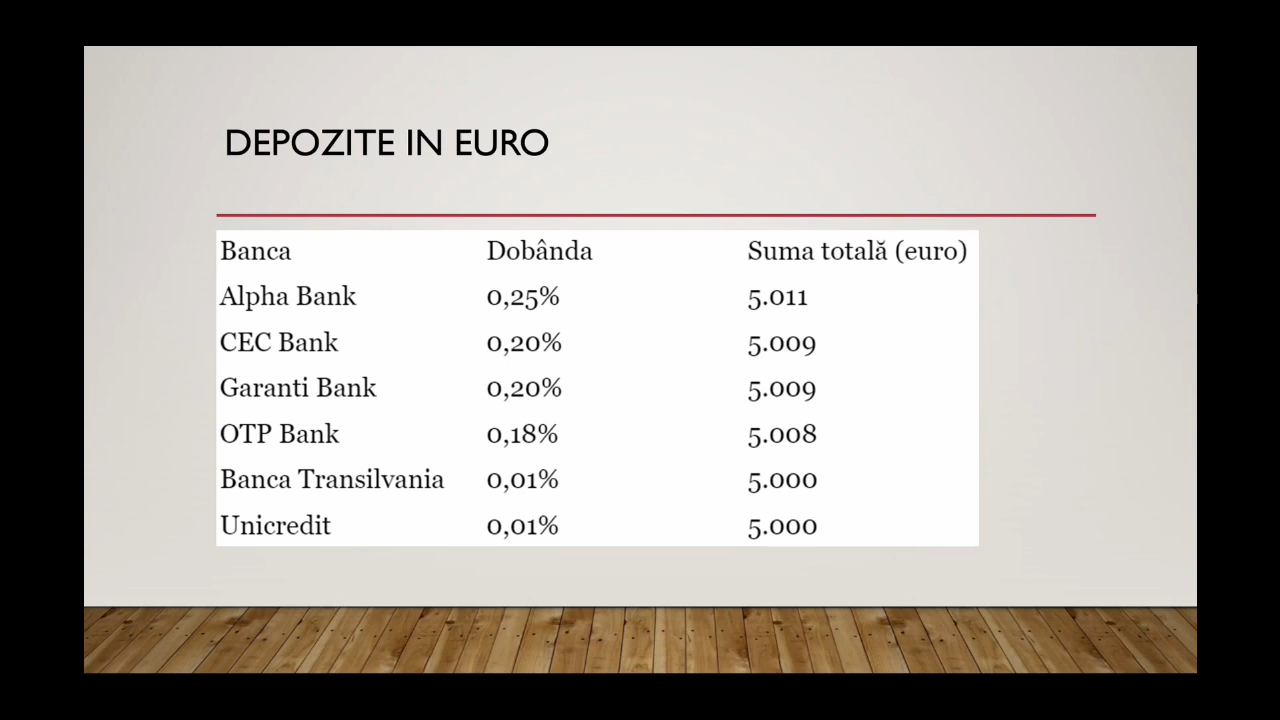 DEPOZITE IN EURO
Banca Dobânda Suma totală (euro)
Alpha Bank 0,25% 5.011
CEC Bank 0,20% 5.009
Garanti Bank 0,20% 5.009
OTP Bank 0,18% 5.008
Banca Transilvania 0,01% 5.000
Unicredit 0,01% 5.000